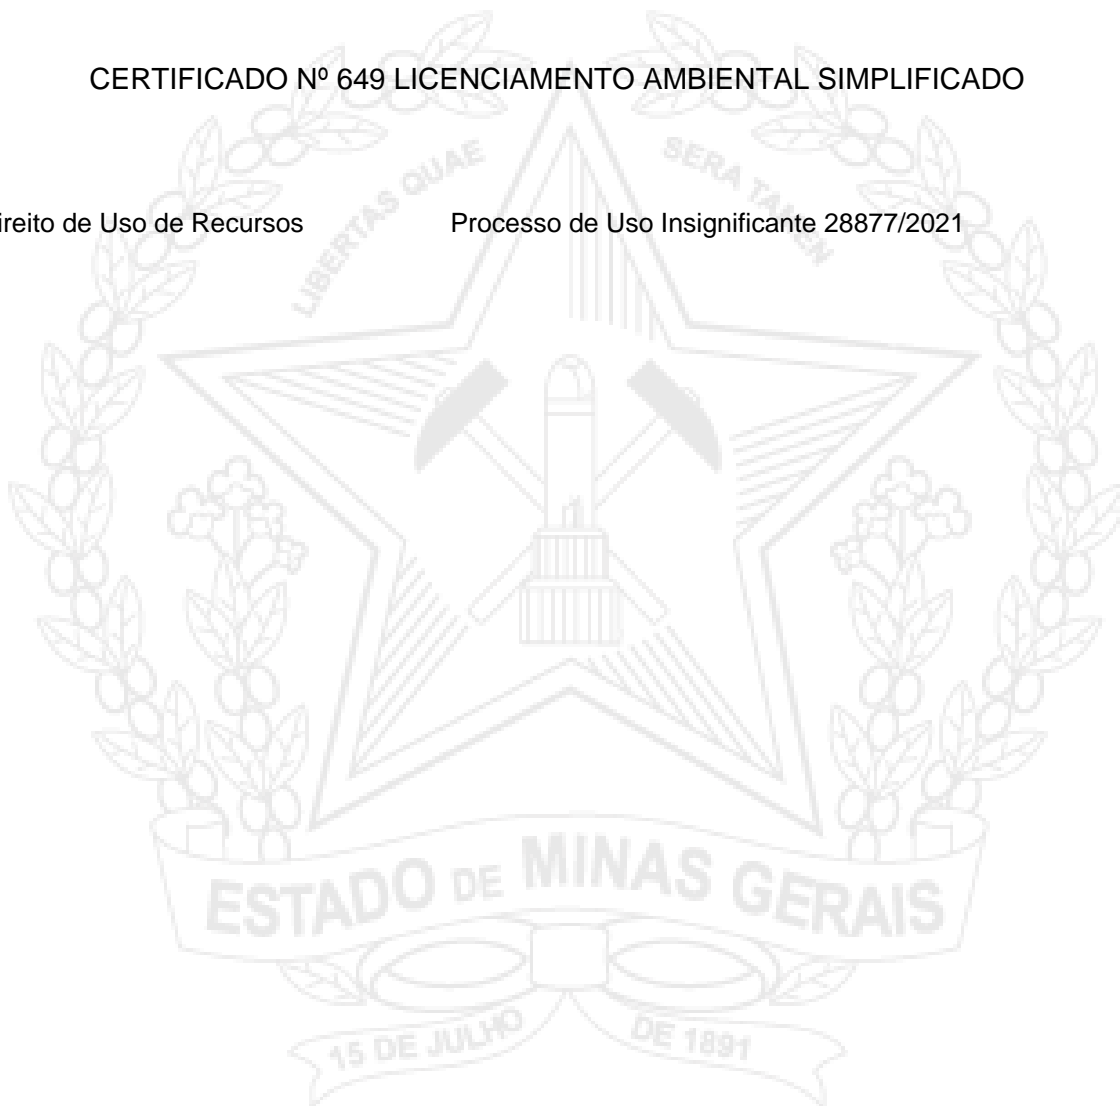 CERTIFICADO Nº 649 LICENCIAMENTO AMBIENTAL SIMPLIFICADO
LIBERTAS QUAE SERA TAMEN
ireito de Uso de Recursos Processo de Uso Insignificante 28877/2021
ESTADO DE MINAS GERAIS
15 DE JULHO DE 1891